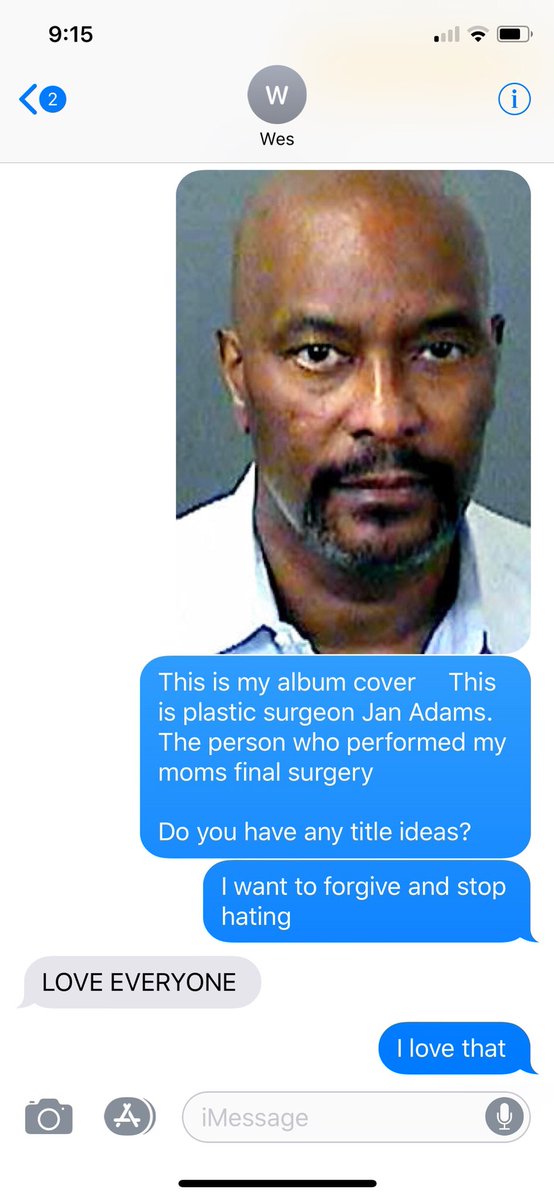 9:15
2
W
Wes
This is my album cover     This
is plastic surgeon Jan Adams.
The person who performed my
moms final surgery
Do you have any title ideas?
I want to forgive and stop
hating
LOVE EVERYONE
I love that
iMessage